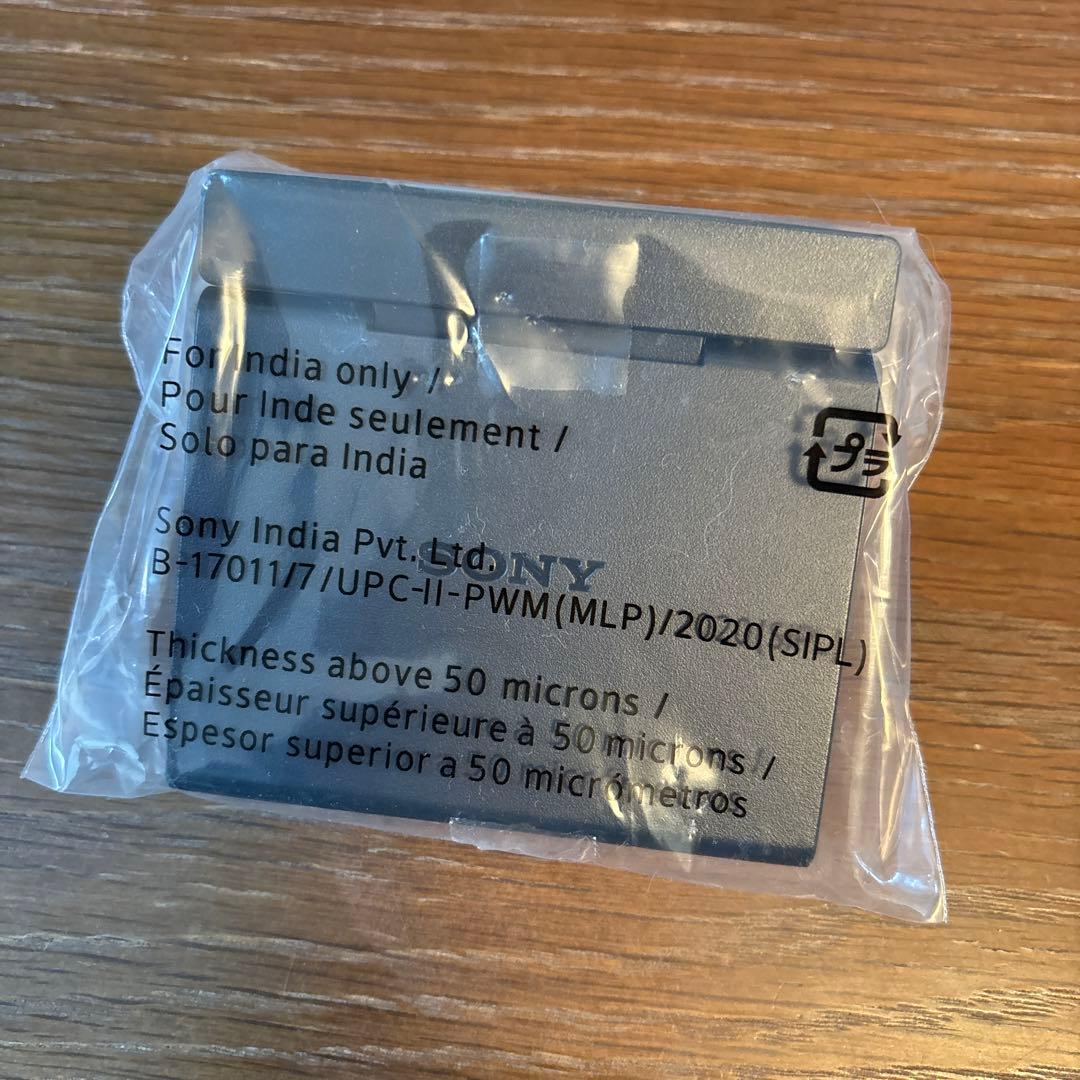 For India only /
Pour Inde seulement /
Solo para India
プラ
Sony India Pvt. Ltd.
SONY
B-17011/7/UPC-II-PWM(MLP)/2020(SIPL)
Thickness above 50 microns /
Épaisseur supérieure à 50 microns /
Espesor superior a 50 micrómetros